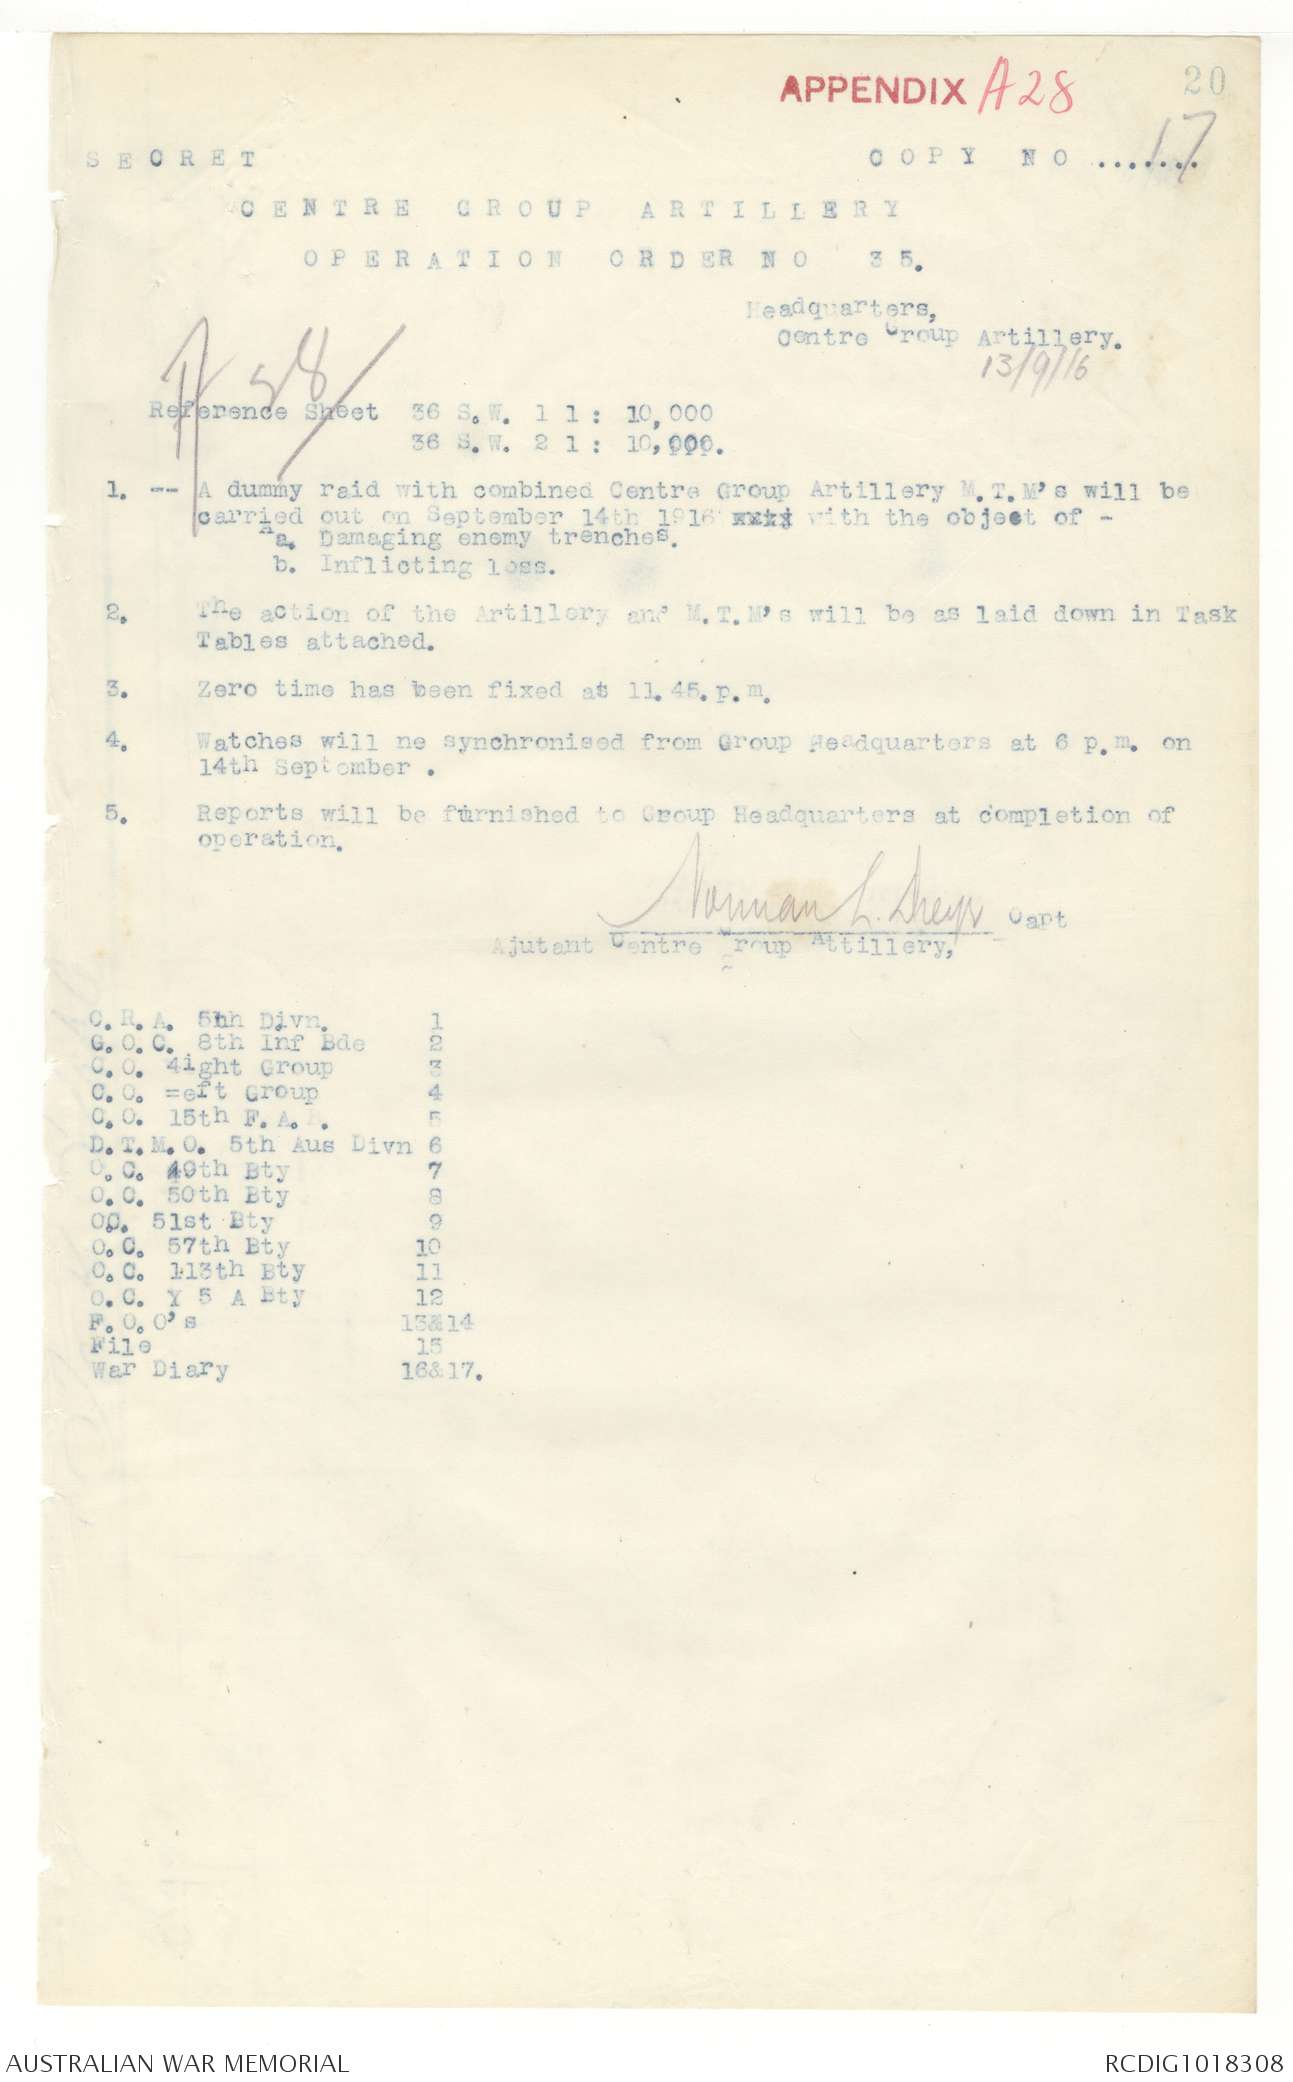 APPENDIX A28
20
SECRET COPY NO ....... 17
CENTRE GROUP ARTILLERY
OPERATION ORDER NO 35.
Headquarters,
Centre Group Artillery.
13/9/16
Reference Sheet 36 S.W. 1 1: 10,000
36 S.W. 2 1: 10,000.
1. -- A dummy raid with combined Centre Group Artillery M.T.M's will be
carried out on September 14th 1916 xxxx with the object of -
a. Damaging enemy trenches.
b. Inflicting loss.
2. The action of the Artillery and M.T.M's will be as laid down in Task
Tables attached.
3. Zero time has been fixed at 11.45.p.m.
4. Watches will ne synchronised from Group Headquarters at 6 p.m. on
14th September .
5. Reports will be furnished to Group Headquarters at completion of
operation.
Norman L. Capt
Ajutant Centre Group Attillery,
C.R.A. 5hh Divn. 1
G.O.C. 8th Inf Bde 2
C.O. 4ight Group 3
C.O. =eft Group 4
C.O. 15th F.A.B. 5
D.T.M.O. 5th Aus Divn 6
O.C. 49th Bty 7
O.C. 50th Bty 8
OC. 51st Bty 9
O.C. 57th Bty 10
O.C. 113th Bty 11
O.C. Y 5 A Bty 12
F.O.O's 13&14
File 15
War Diary 16&17.
AUSTRALIAN WAR MEMORIAL RCDIG1018308